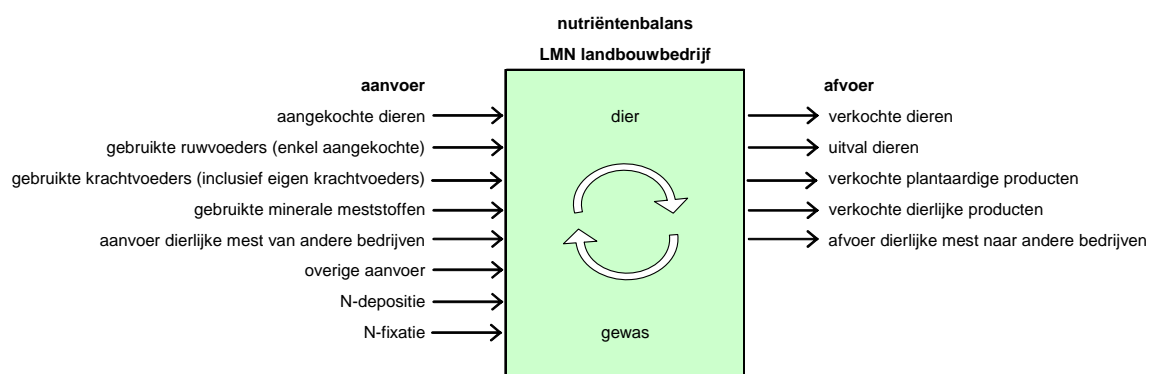 nutriëntenbalans
LMN landbouwbedrijf
aanvoer
aangekochte dieren
gebruikte ruwvoeders (enkel aangekochte)
gebruikte krachtvoeders (inclusief eigen krachtvoeders)
gebruikte minerale meststoffen
aanvoer dierlijke mest van andere bedrijven
overige aanvoer
N-depositie
N-fixatie
dier
gewas
afvoer
verkochte dieren
uitval dieren
verkochte plantaardige producten
verkochte dierlijke producten
afvoer dierlijke mest naar andere bedrijven